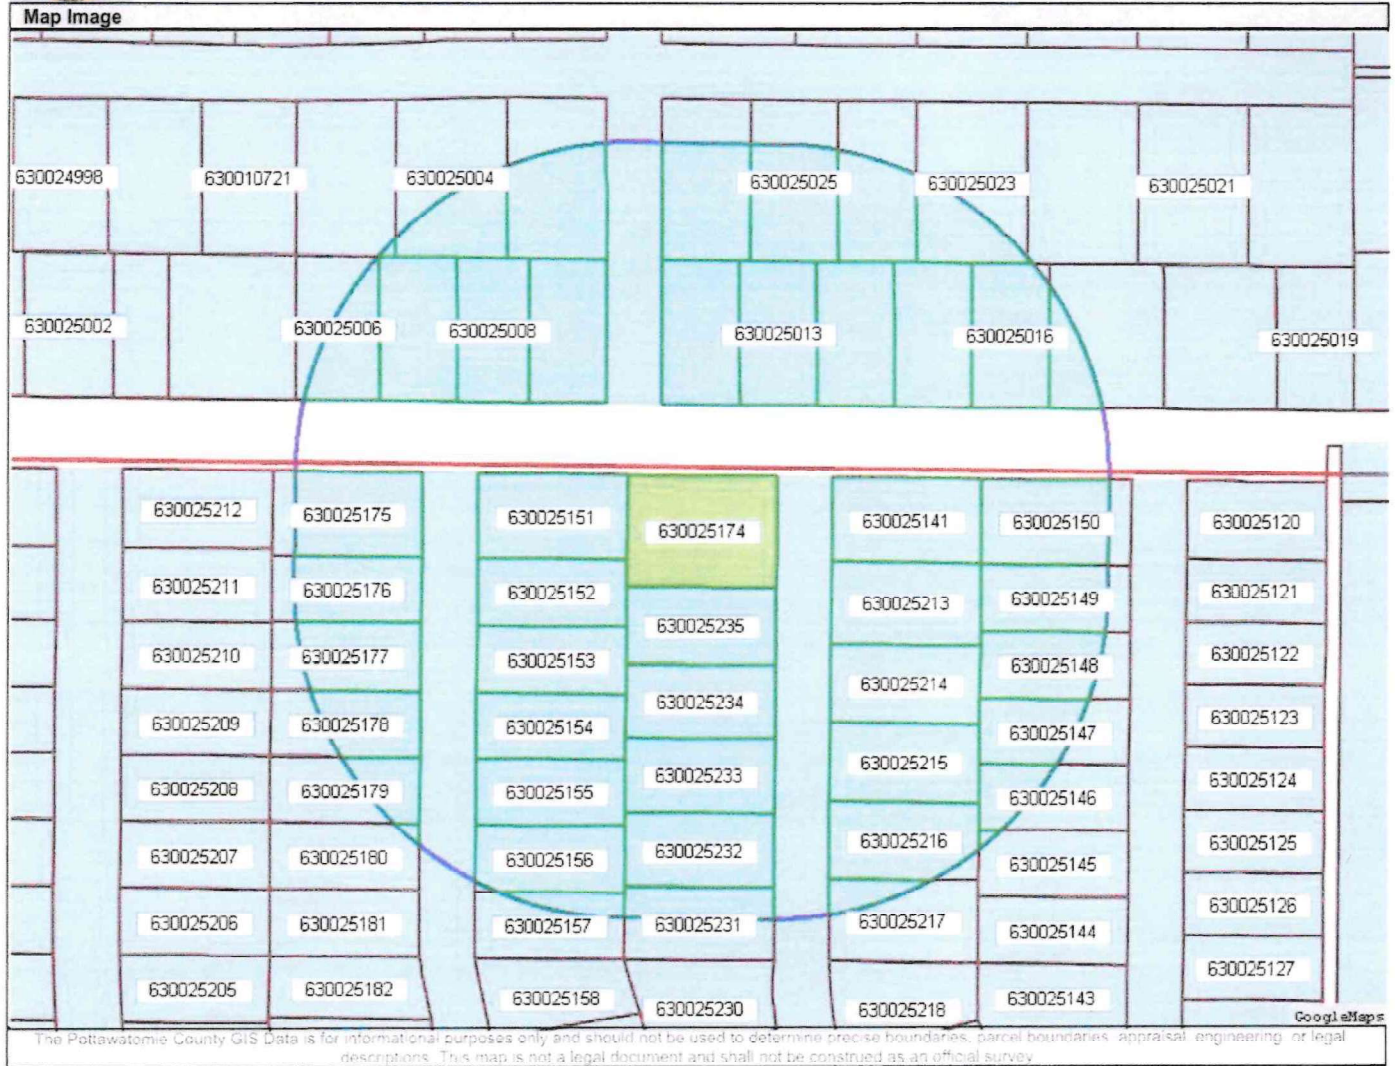 Map Image
630024998 630010721 630025004 630025025 630025023 630025021
630025002 630025006 630025008 630025013 630025016 630025019
630025212 630025175 630025151 630025174 630025141 630025150 630025120
630025211 630025176 630025152 630025235 630025213 630025149 630025121
630025210 630025177 630025153 630025234 630025214 630025148 630025122
630025209 630025178 630025154 630025233 630025215 630025147 630025123
630025208 630025179 630025155 630025232 630025216 630025146 630025124
630025207 630025180 630025156 630025231 630025217 630025145 630025125
630025206 630025181 630025157 630025230 630025218 630025144 630025126
630025205 630025182 630025158 630025143 630025127
GoogleMaps
The Pottawatomie County GIS Data is for informational purposes only and should not be used to determine precise boundaries, parcel boundaries, appraisal, engineering, or legal
descriptions. This map is not a legal document and shall not be construed as an official survey